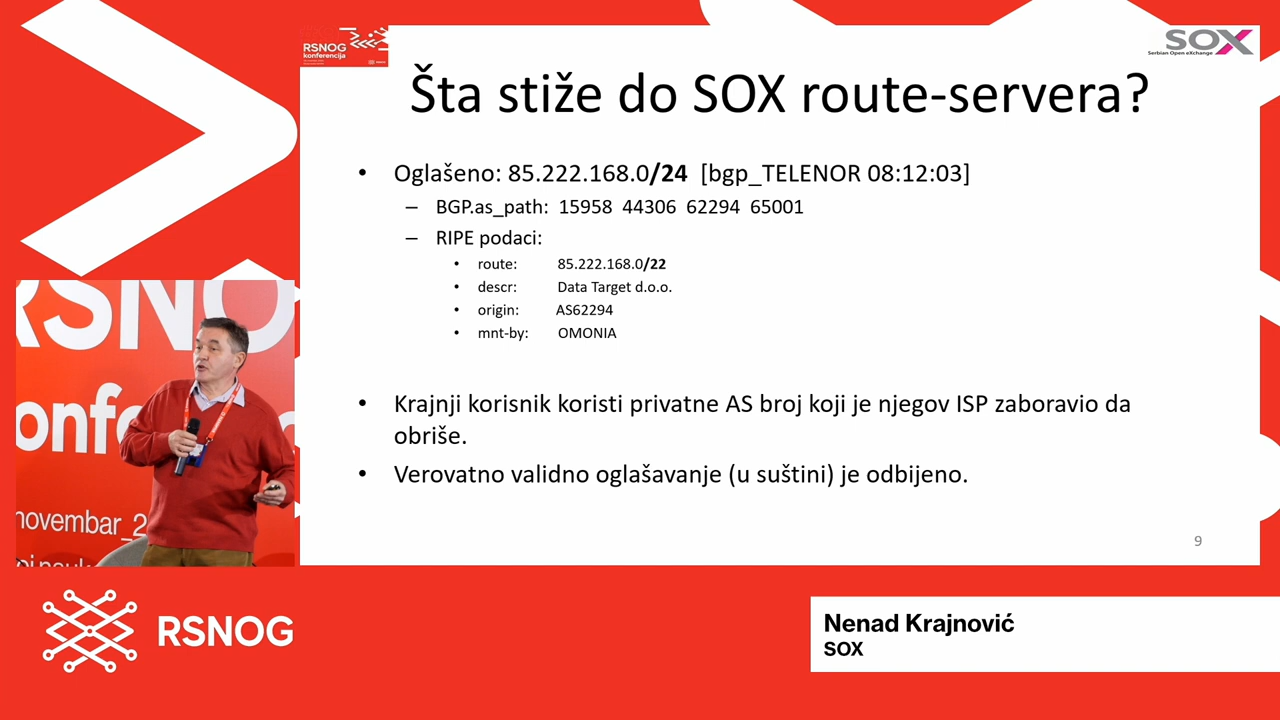 RSNOG
konferencija
SOX
Serbian Open eXchange
Šta stiže do SOX route-servera?
• Oglašeno: 85.222.168.0/24 [bgp_TELENOR 08:12:03]
– BGP.as_path: 15958 44306 62294 65001
– RIPE podaci:
• route: 85.222.168.0/22
• descr: Data Target d.o.o.
• origin: AS62294
• mnt-by: OMONIA
• Krajnji korisnik koristi privatne AS broj koji je njegov ISP zaboravio da
obriše.
• Verovatno validno oglašavanje (u suštini) je odbijeno.
9
RSNO
onfe
novembar_2
RSNOG
Nenad Krajnović
SOX